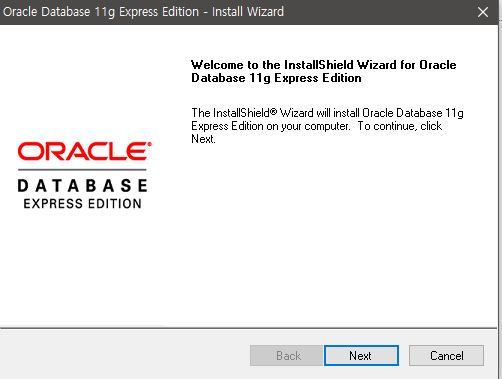 Oracle Database 11g Express Edition - Install Wizard
Welcome to the InstallShield Wizard for Oracle
Database 11g Express Edition
The InstallShield® Wizard will install Oracle Database 11g
Express Edition on your computer. To continue, click
Next.
ORACLE®
DATABASE
EXPRESS EDITION
Back
Next
Cancel